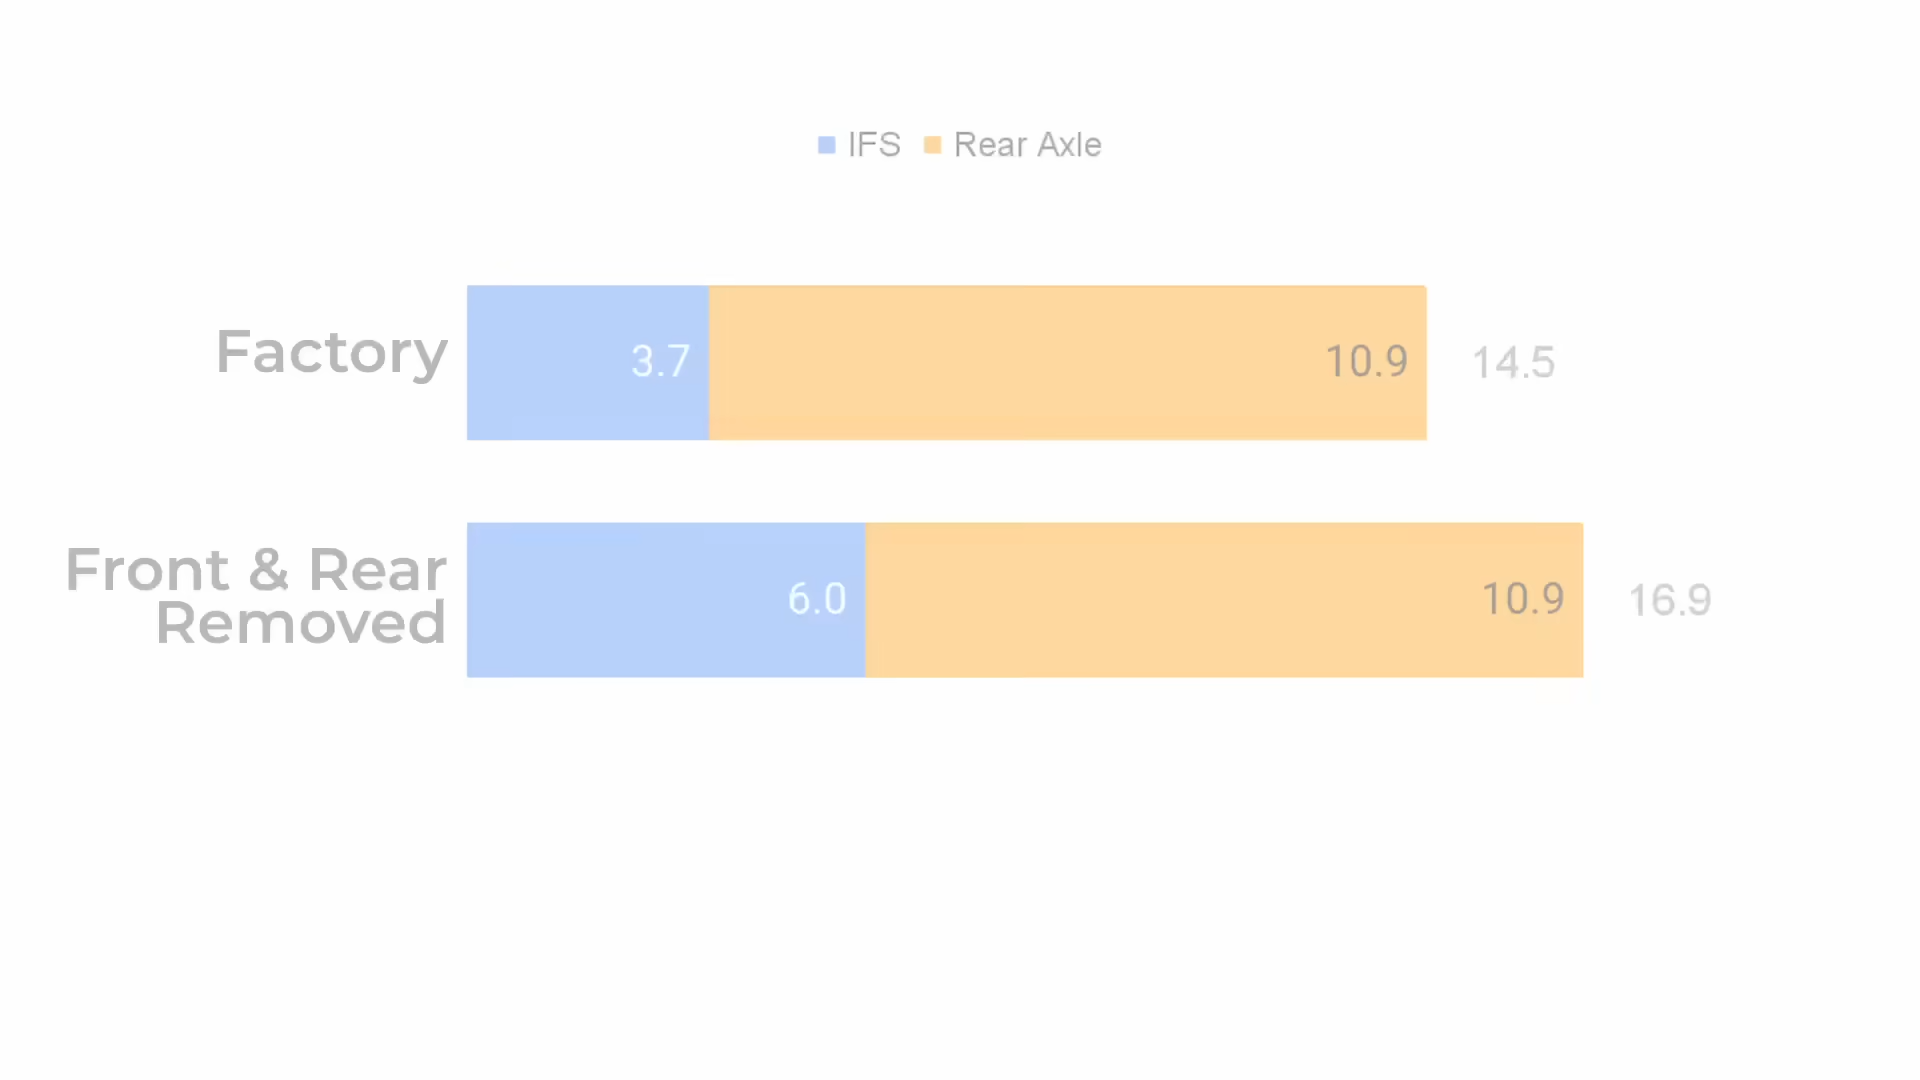 IFS Rear Axle
Factory 3.7 10.9 14.5
Front & Rear
Removed 6.0 10.9 16.9